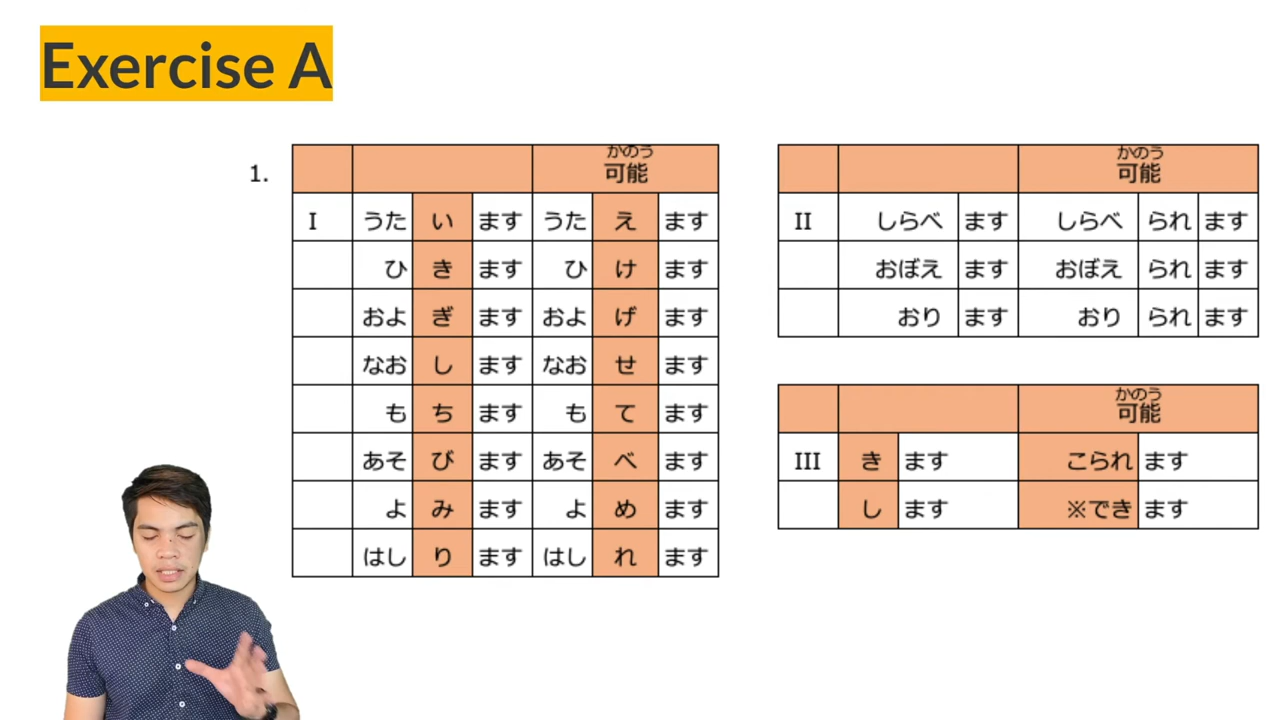 Exercise A
1.
かのう
可能
I うた い ます うた え ます
ひ き ます ひ け ます
およ ぎ ます およ げ ます
なお し ます なお せ ます
も ち ます も て ます
あそ び ます あそ べ ます
よ み ます よ め ます
はし り ます はし れ ます
かのう
可能
II しらべ ます しらべ られ ます
おぼえ ます おぼえ られ ます
おり ます おり られ ます
かのう
可能
III き ます こられ ます
し ます ※でき ます